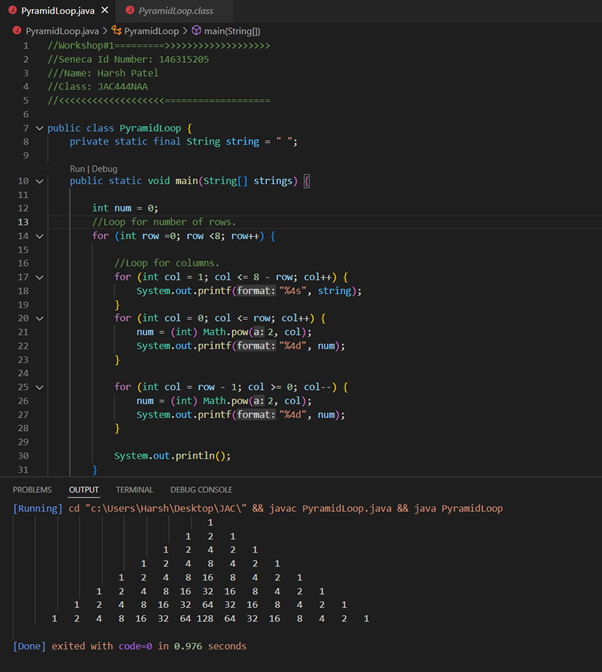 PyramidLoop.java X PyramidLoop.class
PyramidLoop.java > PyramidLoop > main(String[])
1 //Workshop#1=========>>>>>>>>>>>>>>>>>>>
2 //Seneca Id Number: 146315205
3 ///Name: Harsh Patel
4 //Class: JAC444NAA
5 //<<<<<<<<<<<<<<<<<<<===================
6
7 public class PyramidLoop {
8 private static final String string = " ";
9
Run | Debug
10 public static void main(String[] strings) {
11
12 int num = 0;
13 //Loop for number of rows.
14 for (int row =0; row <8; row++) {
15
16 //Loop for columns.
17 for (int col = 1; col <= 8 - row; col++) {
18 System.out.printf(format:"%4s", string);
19 }
20 for (int col = 0; col <= row; col++) {
21 num = (int) Math.pow(a:2, col);
22 System.out.printf(format:"%4d", num);
23 }
24
25 for (int col = row - 1; col >= 0; col--) {
26 num = (int) Math.pow(a:2, col);
27 System.out.printf(format:"%4d", num);
28 }
29
30 System.out.println();
31 }
PROBLEMS OUTPUT TERMINAL DEBUG CONSOLE
[Running] cd "c:\Users\Harsh\Desktop\JAC\" && javac PyramidLoop.java && java PyramidLoop
1
1 2 1
1 2 4 2 1
1 2 4 8 4 2 1
1 2 4 8 16 8 4 2 1
1 2 4 8 16 32 16 8 4 2 1
1 2 4 8 16 32 64 32 16 8 4 2 1
1 2 4 8 16 32 64 128 64 32 16 8 4 2 1
[Done] exited with code=0 in 0.976 seconds